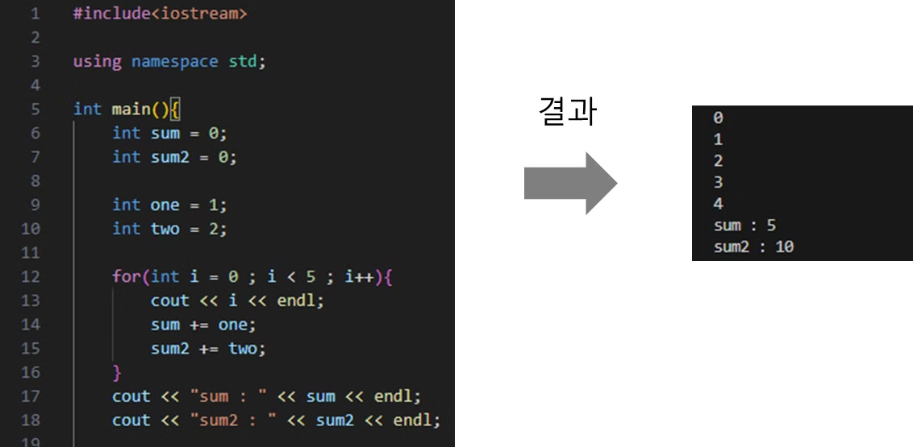 1 #include<iostream>
2
3 using namespace std;
4
5 int main(){
6 int sum = 0;
7 int sum2 = 0;
8
9 int one = 1;
10 int two = 2;
11
12 for(int i = 0 ; i < 5 ; i++){
13 cout << i << endl;
14 sum += one;
15 sum2 += two;
16 }
17 cout << "sum : " << sum << endl;
18 cout << "sum2 : " << sum2 << endl;
19
결과
0
1
2
3
4
sum : 5
sum2 : 10